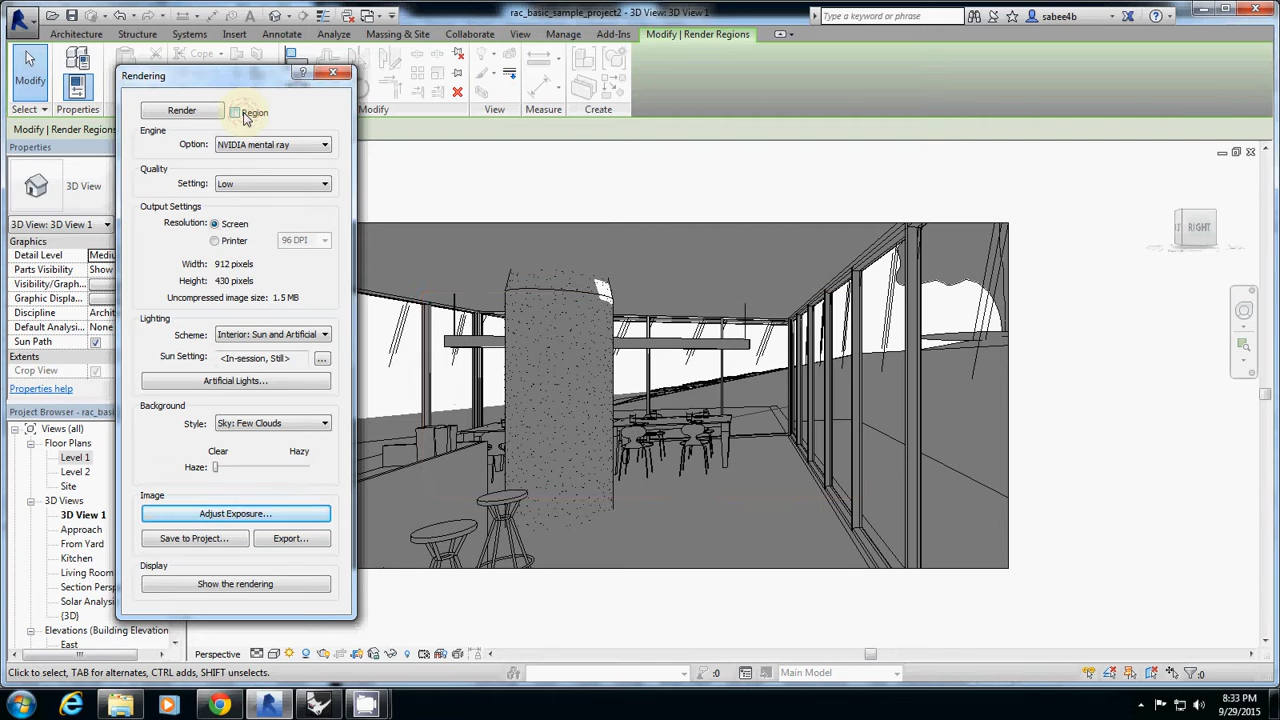 rac_basic_sample_project2 - 3D View: 3D View 1
Type a keyword or phrase
sabee4b
Architecture Structure Systems Insert Annotate Analyze Massing & Site Collaborate View Manage Add-Ins Modify | Render Regions
Modify
Cope
Select Properties Modify View Measure Create
Modify | Render Regions
Rendering
Render Region
Engine
Option: NVIDIA mental ray
Quality
Setting: Low
Output Settings
Resolution: Screen
Printer 96 DPI
Width: 912 pixels
Height: 430 pixels
Uncompressed image size: 1.5 MB
Lighting
Scheme: Interior: Sun and Artificial
Sun Setting: <In-session, Still> ...
Artificial Lights...
Background
Style: Sky: Few Clouds
Clear Hazy
Haze:
Image
Adjust Exposure...
Save to Project... Export...
Display
Show the rendering
Properties
3D View
3D View: 3D View 1
Graphics
Detail Level Medi
Parts Visibility Show
Visibility/Graph
Graphic Displa
Discipline
Default Analysi
Sun Path
Extents
Crop View
Properties help
Project Browser - rac_basic_sam
Views (all)
Floor Plans
Level 1
Level 2
Site
3D Views
3D View 1
Approach
From Yard
Kitchen
Living Room
Section Persp
Solar Analysi
{3D}
Elevations (Building Elevation
East
RIGHT
Perspective
Click to select, TAB for alternates, CTRL adds, SHIFT unselects.
:0 Main Model :0
8:33 PM
9/29/2015